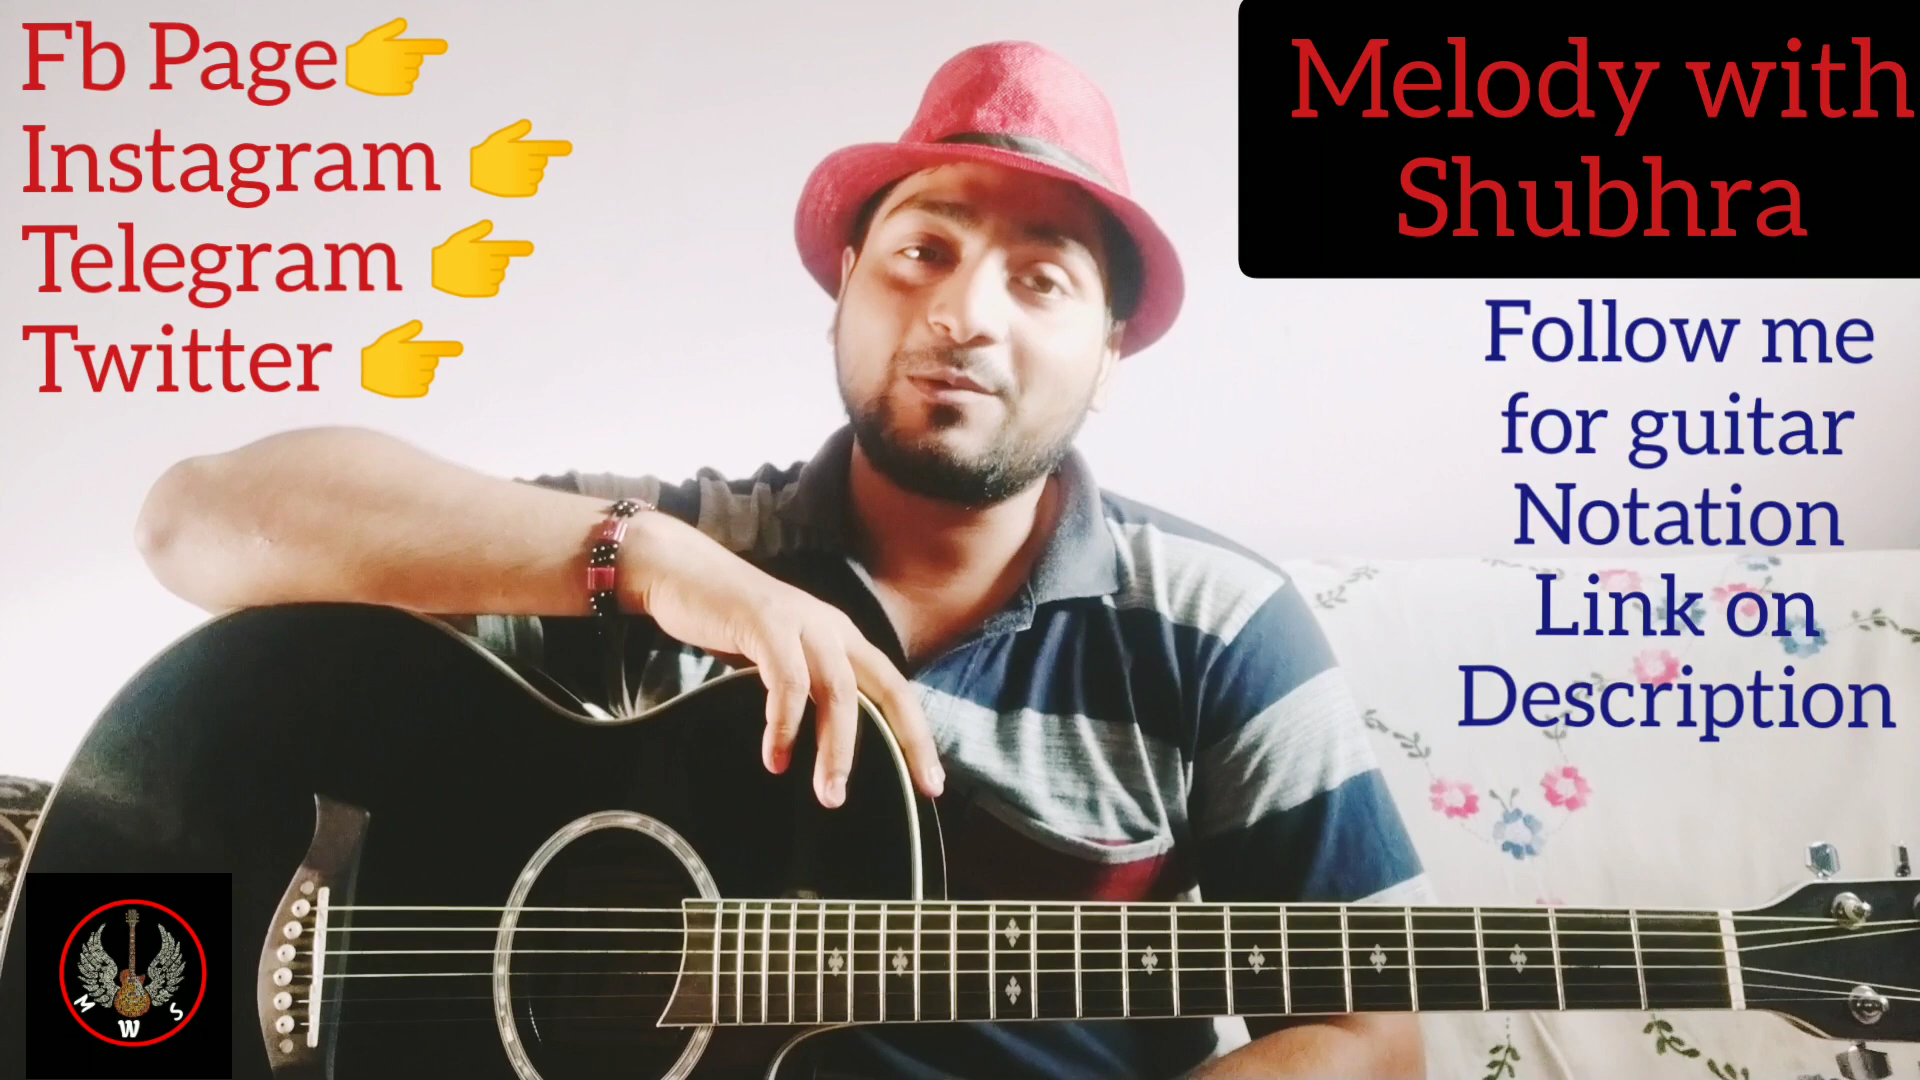 Fb Page👉
Instagram 👉
Telegram 👉
Twitter 👉
Melody with
Shubhra
Follow me
for guitar
Notation
Link on
Description
M W S